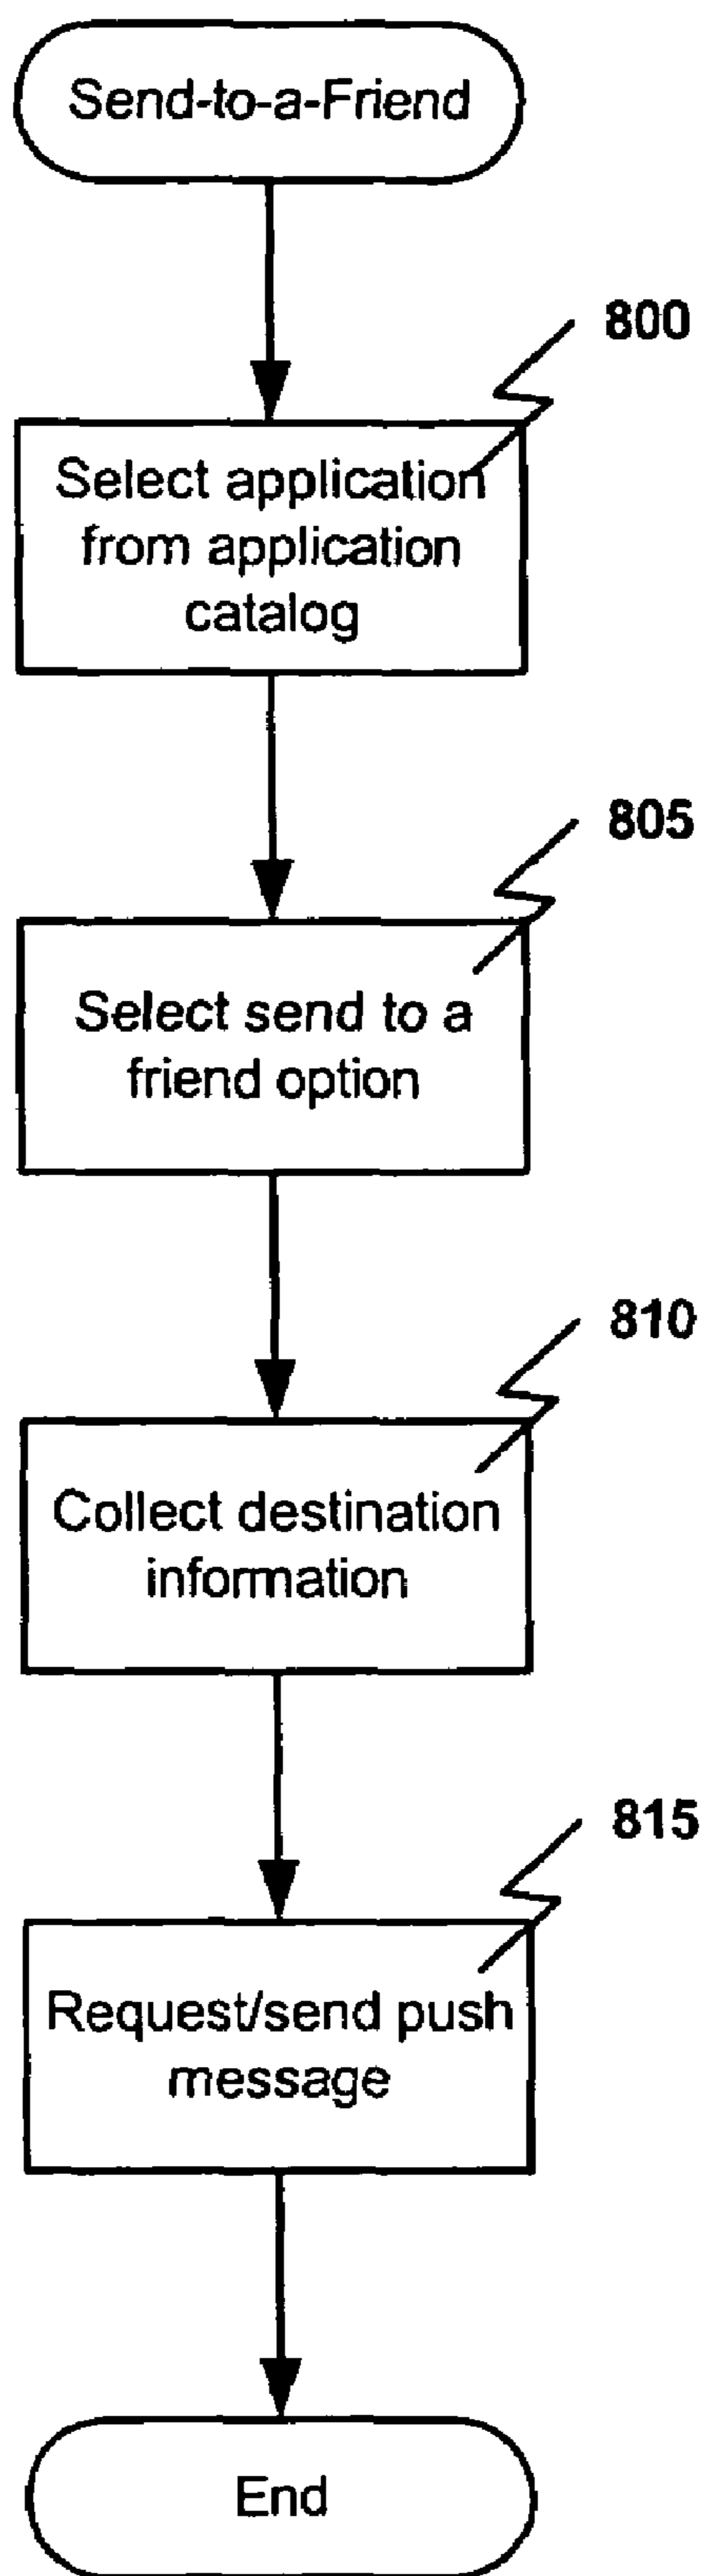 Send-to-a-Friend
800
Select application
from application
catalog
805
Select send to a
friend option
810
Collect destination
information
815
Request/send push
message
End